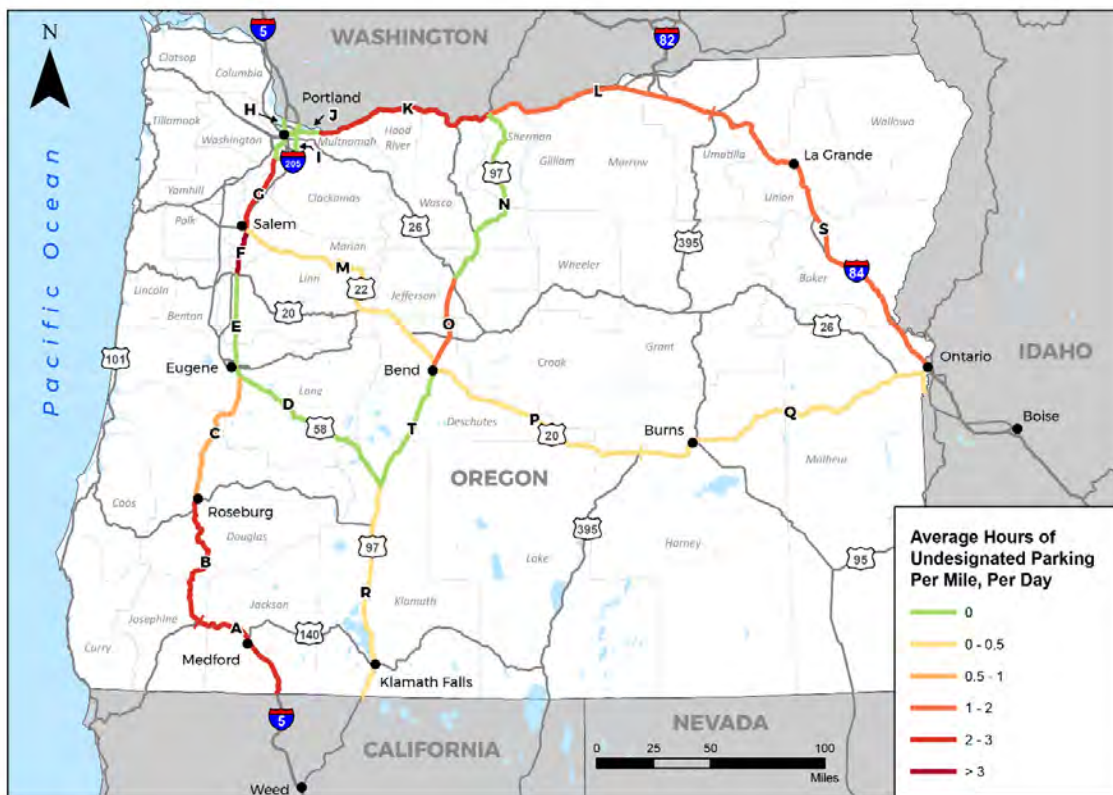 N
5
WASHINGTON
82
Clatsop
Columbia
Portland
H
J
K
L
Tillamook
Washington
Multnomah
Hood
River
Sherman
Wallowa
I
205
97
Gilliam
Morrow
Umatilla
La Grande
Yamhill
G
Clackamas
Wasco
N
Union
Polk
Salem
26
S
F
Marion
395
84
M
Linn
Wheeler
Baker
Lincoln
22
Jefferson
Benton
20
E
O
26
101
Grant
IDAHO
Eugene
Bend
Crook
Ontario
Lane
D
58
T
Deschutes
P
20
Burns
Q
Boise
C
Malheur
OREGON
Pacific Ocean
Coos
Roseburg
395
Douglas
97
Harney
95
B
Lake
R
Klamath
Josephine
Jackson
A
140
Curry
Medford
Klamath Falls
5
NEVADA
CALIFORNIA
Weed
0 25 50 100
Miles
Average Hours of
Undesignated Parking
Per Mile, Per Day
0
0 - 0.5
0.5 - 1
1 - 2
2 - 3
> 3